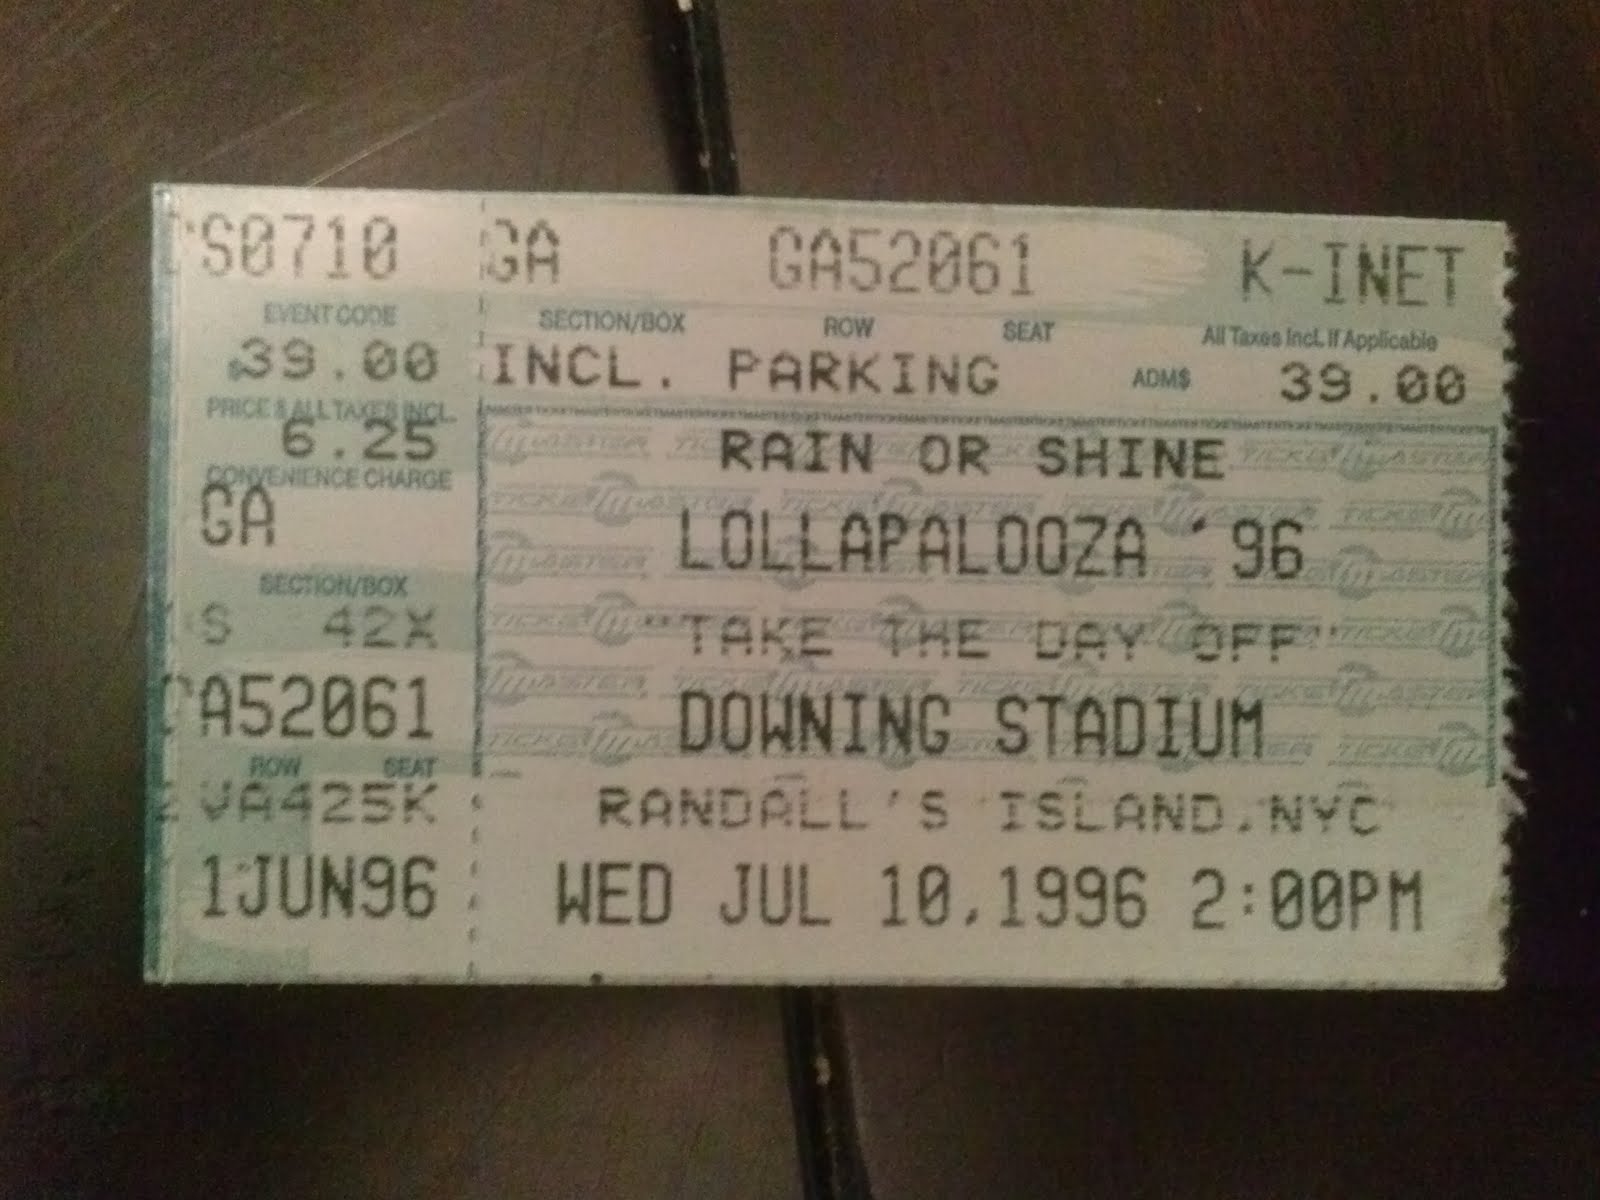 CS0710
EVENT CODE
$39.00
PRICE & ALL TAXES INCL.
6.25
CONVENIENCE CHARGE
GA
SECTION/BOX
S 42X
GA52061
ROW SEAT
VA425K
1JUN96
GA GA52061 K-INET
SECTION/BOX ROW SEAT All Taxes Incl. If Applicable
INCL. PARKING ADM$ 39.00
RAIN OR SHINE
LOLLAPALOOZA '96
"TAKE THE DAY OFF"
DOWNING STADIUM
RANDALL'S ISLAND.NYC
WED JUL 10,1996 2:00PM